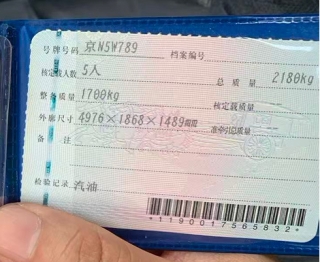 号牌号码 京N5W789 档案编号
核定载人数 5人 总质量 2180kg
整备质量 1700kg 核定载质量
外廓尺寸 4976×1868×1489mm 准牵引总质量
备注
检验记录 汽油
*1190017565832*